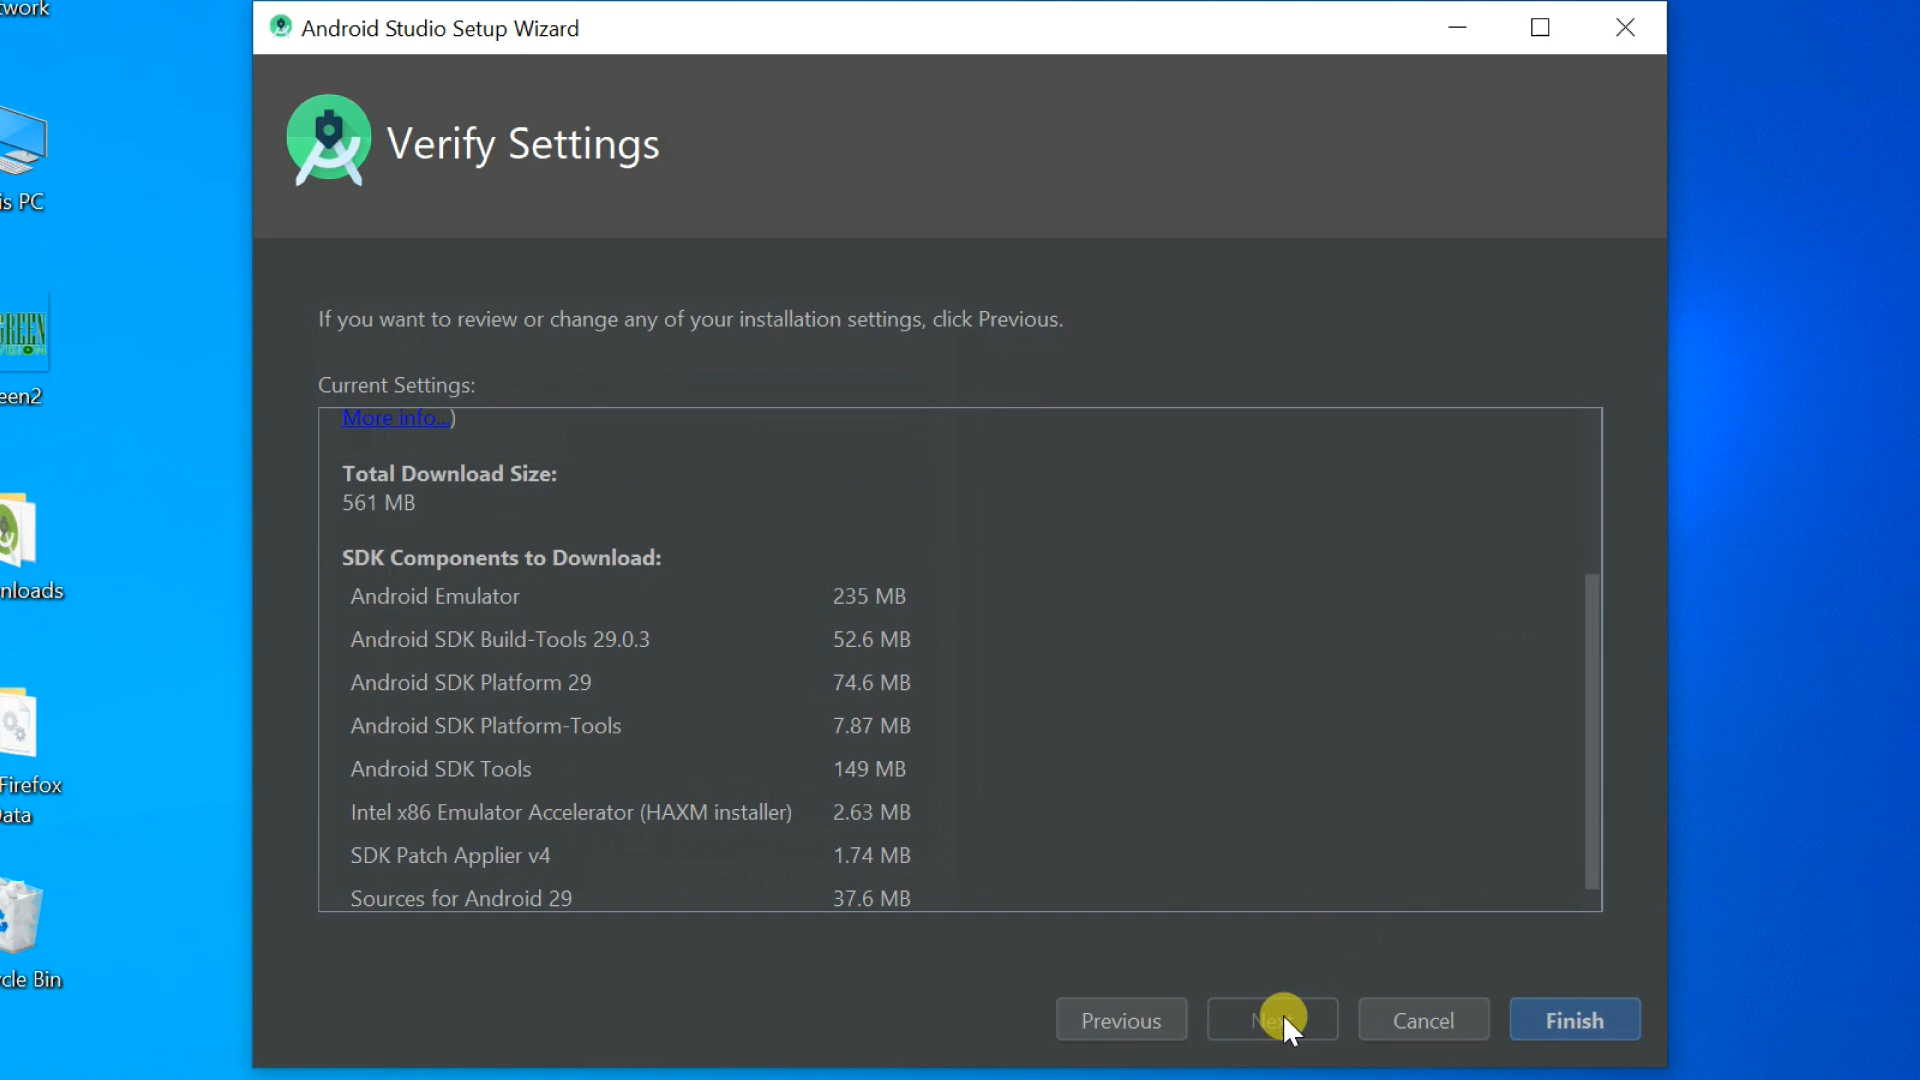 Android Studio Setup Wizard
Verify Settings
If you want to review or change any of your installation settings, click Previous.
Current Settings:
More info...)
Total Download Size:
561 MB
SDK Components to Download:
Android Emulator 235 MB
Android SDK Build-Tools 29.0.3 52.6 MB
Android SDK Platform 29 74.6 MB
Android SDK Platform-Tools 7.87 MB
Android SDK Tools 149 MB
Intel x86 Emulator Accelerator (HAXM installer) 2.63 MB
SDK Patch Applier v4 1.74 MB
Sources for Android 29 37.6 MB
Previous Next Cancel Finish
twork
is PC
GREEN
een2
nloads
Firefox
ata
cle Bin